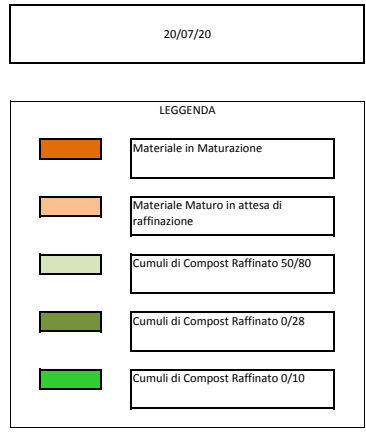 20/07/20
LEGGENDA
Materiale in Maturazione
Materiale Maturo in attesa di
raffinazione
Cumuli di Compost Raffinato 50/80
Cumuli di Compost Raffinato 0/28
Cumuli di Compost Raffinato 0/10